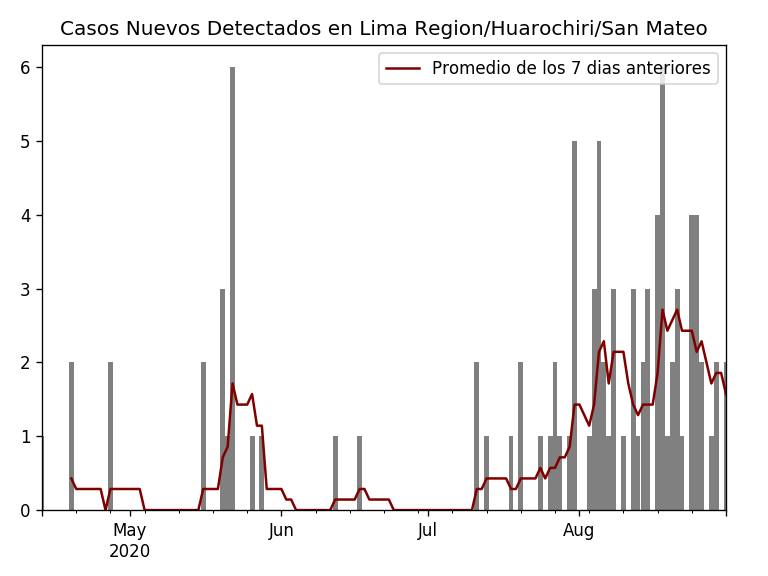 Casos Nuevos Detectados en Lima Region/Huarochiri/San Mateo
Promedio de los 7 dias anteriores
6
5
4
3
2
1
0
May Jun Jul Aug
2020